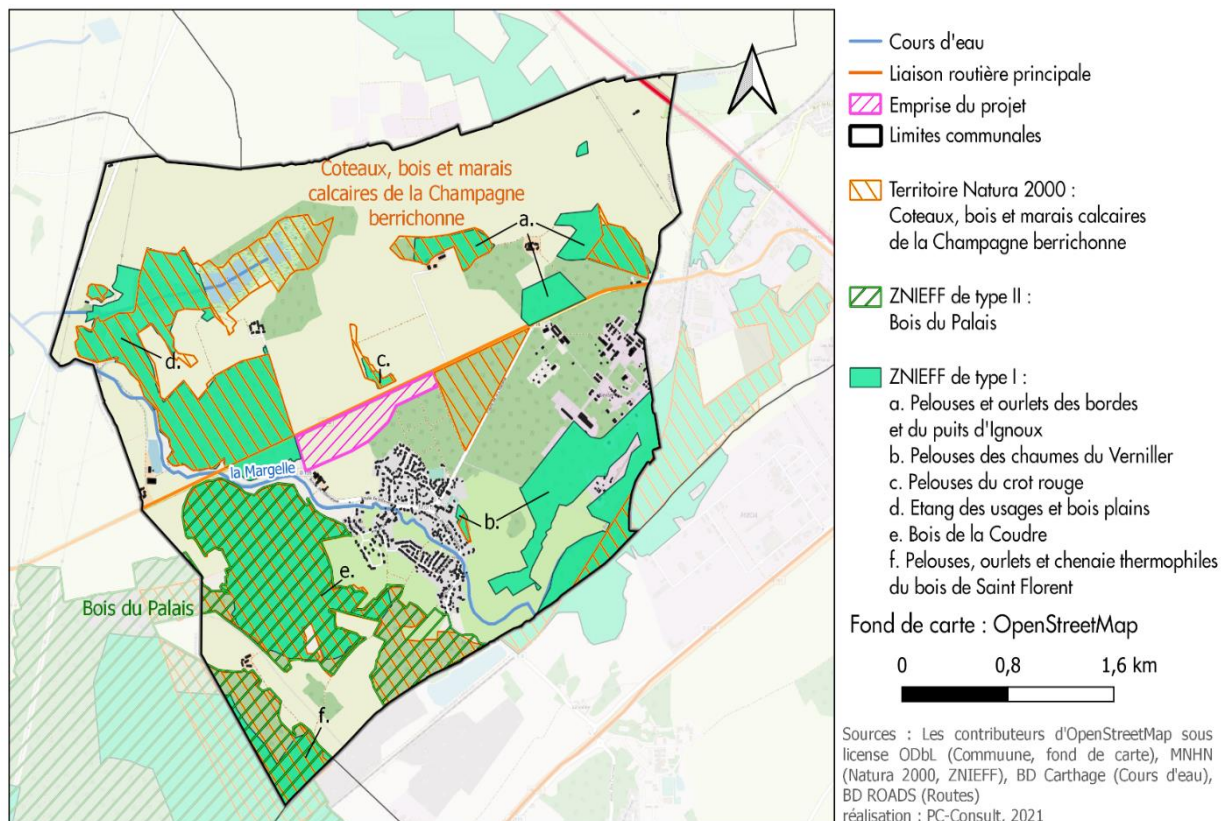 Coteaux, bois et marais
calcaires de la Champagne
berrichonne
a.
d.
c.
la Margelle
b.
e.
Bois du Palais
f.
Cours d'eau
Liaison routière principale
Emprise du projet
Limites communales
Territoire Natura 2000 :
Coteaux, bois et marais calcaires
de la Champagne berrichonne
ZNIEFF de type II :
Bois du Palais
ZNIEFF de type I :
a. Pelouses et ourlets des bordes
et du puits d'Ignoux
b. Pelouses des chaumes du Verniller
c. Pelouses du crot rouge
d. Etang des usages et bois plains
e. Bois de la Coudre
f. Pelouses, ourlets et chenaie thermophiles
du bois de Saint Florent
Fond de carte : OpenStreetMap
0 0,8 1,6 km
Sources : Les contributeurs d'OpenStreetMap sous
license ODbL (Commuune, fond de carte), MNHN
(Natura 2000, ZNIEFF), BD Carthage (Cours d'eau),
BD ROADS (Routes)
réalisation : PC-Consult, 2021